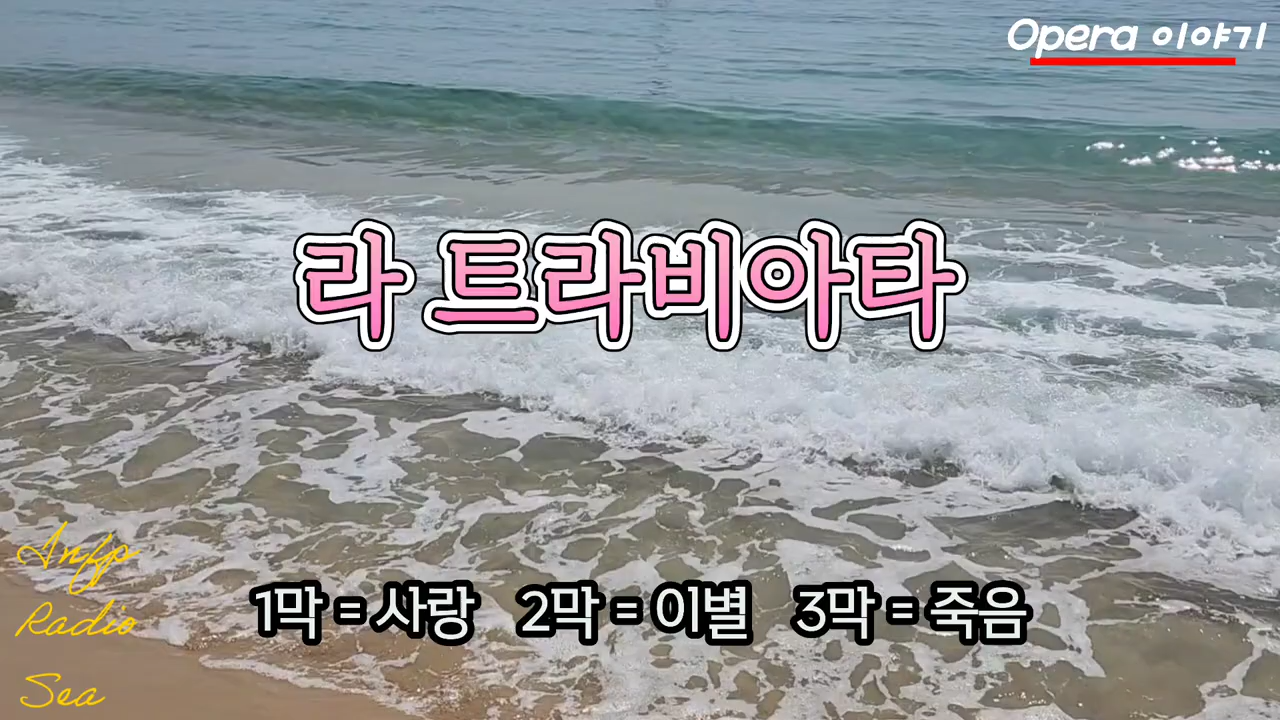 Opera 이야기
라 트라비아타
1막 = 사랑 2막 = 이별 3막 = 죽음
Infp
Radio
Sea